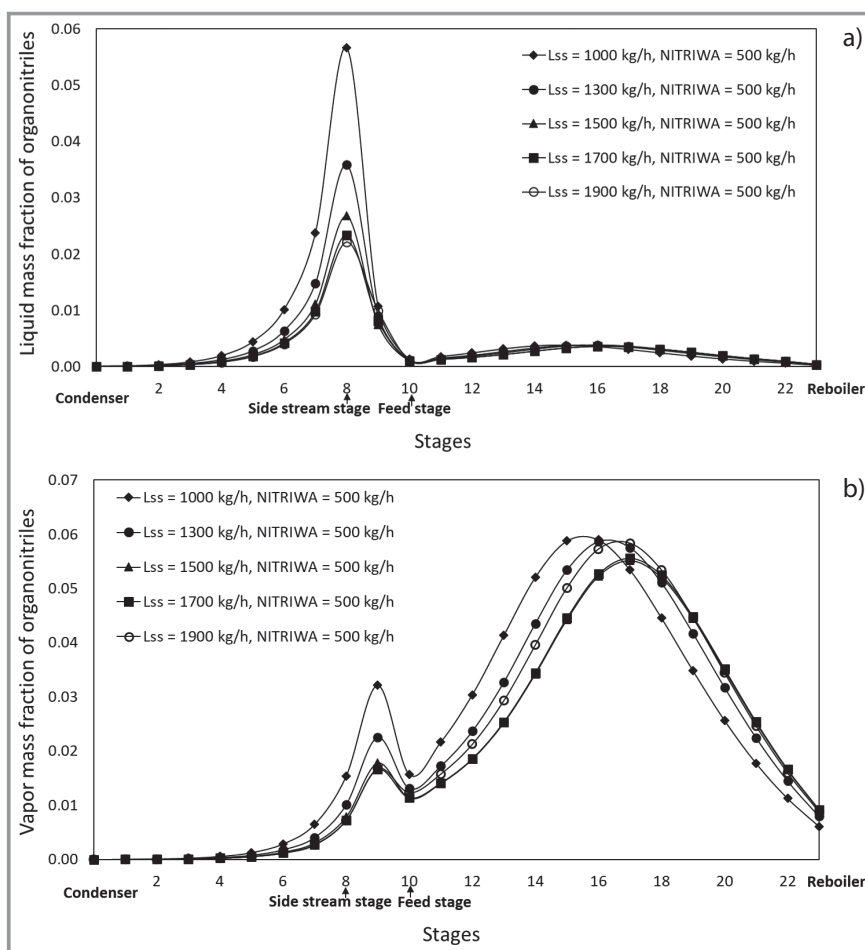 a)
0.06
0.05
0.04
0.03
0.02
0.01
0.00
Liquid mass fraction of organonitriles
Lss = 1000 kg/h, NITRIWA = 500 kg/h
Lss = 1300 kg/h, NITRIWA = 500 kg/h
Lss = 1500 kg/h, NITRIWA = 500 kg/h
Lss = 1700 kg/h, NITRIWA = 500 kg/h
Lss = 1900 kg/h, NITRIWA = 500 kg/h
2 4 6 8 10 12 14 16 18 20 22
Condenser Side stream stage Feed stage Reboiler
Stages
b)
0.07
0.06
0.05
0.04
0.03
0.02
0.01
0.00
Vapor mass fraction of organonitriles
Lss = 1000 kg/h, NITRIWA = 500 kg/h
Lss = 1300 kg/h, NITRIWA = 500 kg/h
Lss = 1500 kg/h, NITRIWA = 500 kg/h
Lss = 1700 kg/h, NITRIWA = 500 kg/h
Lss = 1900 kg/h, NITRIWA = 500 kg/h
2 4 6 8 10 12 14 16 18 20 22
Condenser Side stream stage Feed stage Reboiler
Stages